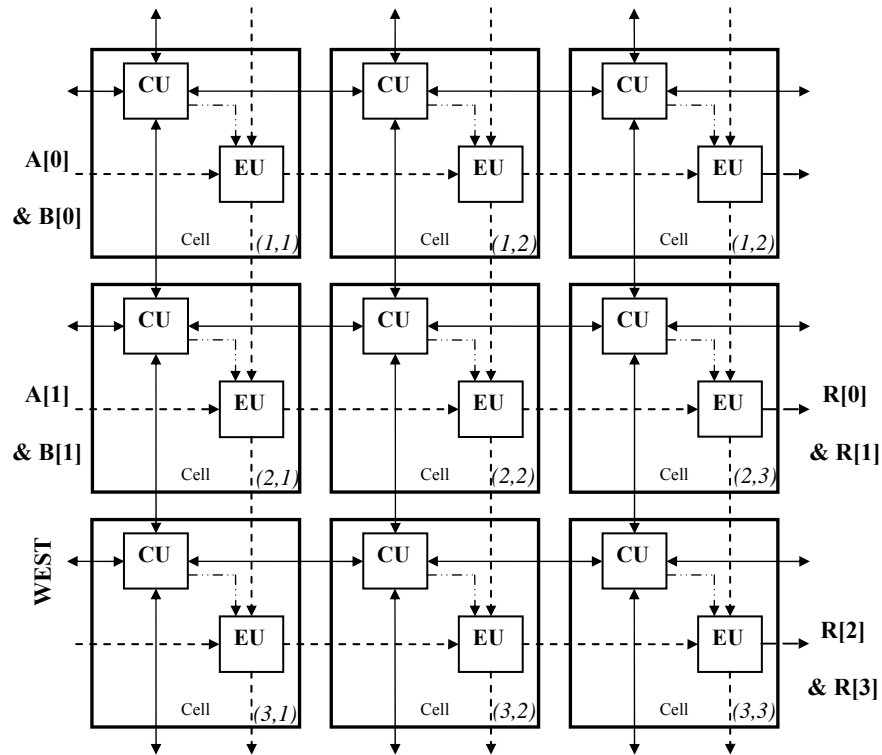 CU CU CU
A[0] EU EU EU
& B[0]
Cell (1,1) Cell (1,2) Cell (1,2)
CU CU CU
A[1] EU EU EU R[0]
& B[1] & R[1]
Cell (2,1) Cell (2,2) Cell (2,3)
WEST
CU CU CU
EU EU EU R[2]
& R[3]
Cell (3,1) Cell (3,2) Cell (3,3)